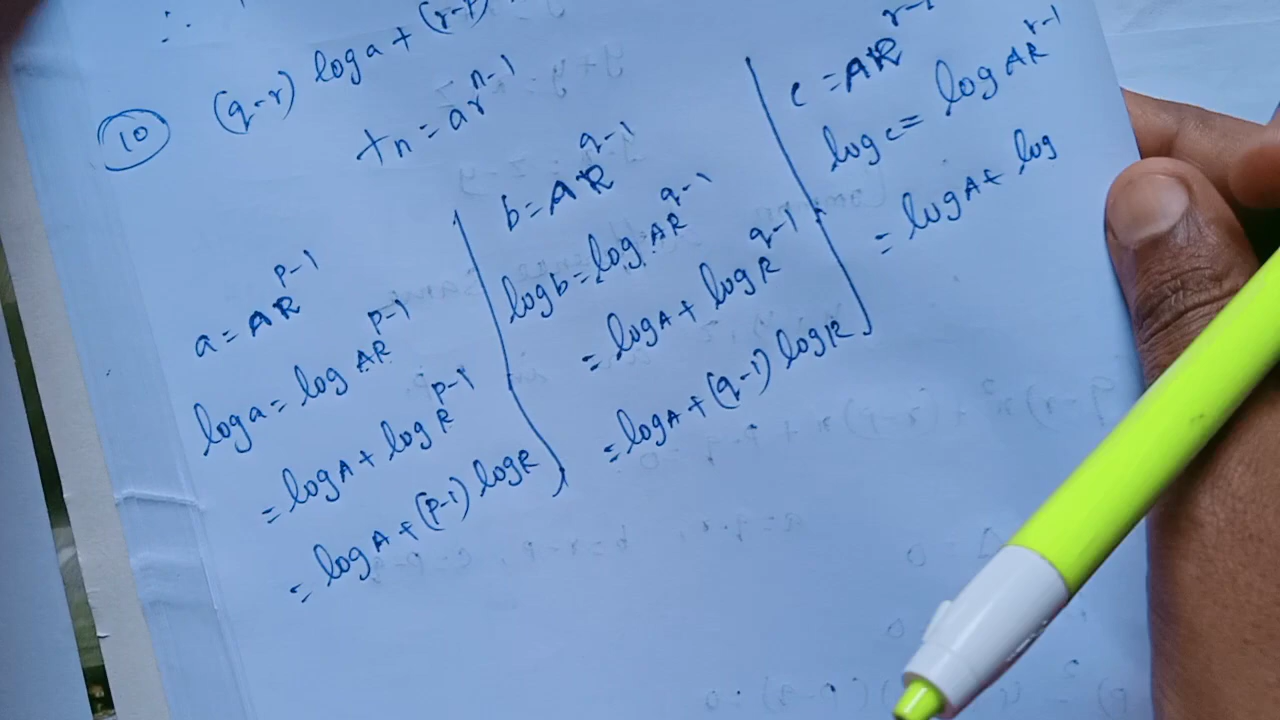 ∴
(q-r) log a + (r-p)
(10)
tn = ar^n-1
a = AR^p-1
log a = log AR^p-1
= log A + log R^p-1
= log A + (p-1) log R
b = AR^q-1
log b = log AR^q-1
= log A + log R^q-1
= log A + (q-1) log R
c = AR^r-1
log c = log AR^r-1
= log A + log